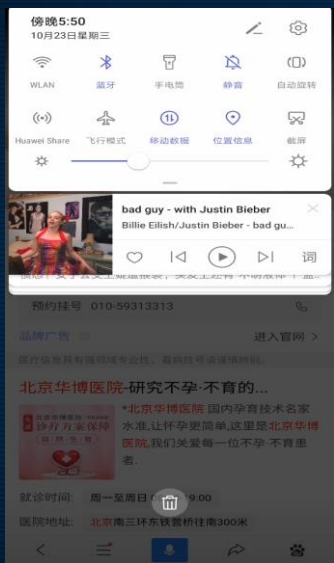 傍晚5:50
10月23日星期三
WLAN
蓝牙
手电筒
静音
自动旋转
Huawei Share
飞行模式
移动数据
位置信息
截屏
bad guy - with Justin Bieber
Billie Eilish/Justin Bieber - bad gu...
词
预约挂号 010-59313313
品牌广告
进入官网 >
北京华博医院-研究不孕·不育的...
*北京华博医院 国内孕育技术名家
水准,让怀孕更简单,这里是北京华博
医院,我们关爱每一位不孕·不育患
者.
诊疗方案保障
就诊时间: 周一至周日
9:00
医院地址: 北京南三环东铁营桥往南300米